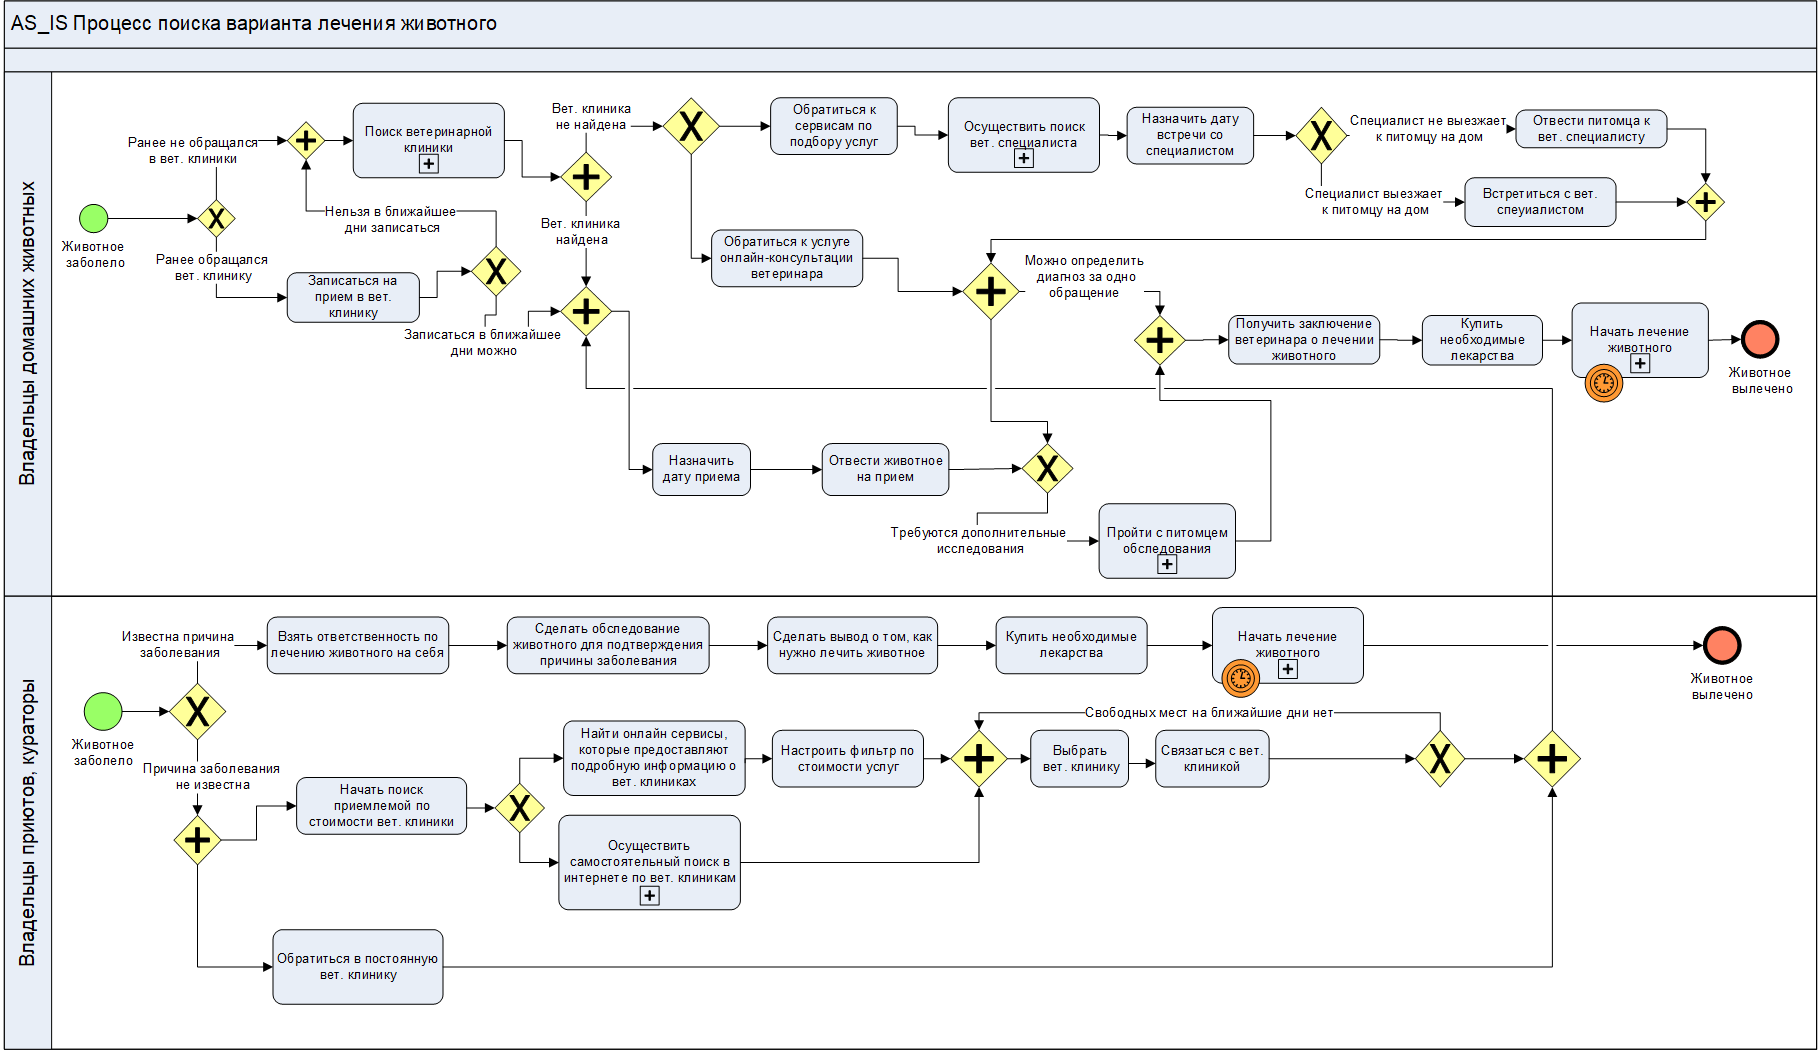 AS_IS Процесс поиска варианта лечения животного
Владельцы домашних животных
Животное
заболело
Ранее не обращался
в вет. клиники
Ранее обращался
вет. клинику
Записаться на
прием в вет.
клинику
Нельзя в ближайшее
дни записаться
Записаться в ближайшее
дни можно
Поиск ветеринарной
клиники
Вет. клиника
не найдена
Вет. клиника
найдена
Обратиться к
сервисам по
подбору услуг
Осуществить поиск
вет. специалиста
Назначить дату
встречи со
специалистом
Специалист не выезжает
к питомцу на дом
Отвести питомца к
вет. специалисту
Специалист выезжает
к питомцу на дом
Встретиться с вет.
спеуиалистом
Обратиться к услуге
онлайн-консультации
ветеринара
Можно определить
диагноз за одно
обращение
Получить заключение
ветеринара о лечении
животного
Купить
необходимые
лекарства
Начать лечение
животного
Животное
вылечено
Назначить
дату приема
Отвести животное
на прием
Требуются дополнительные
исследования
Пройти с питомцем
обследования
Владельцы приютов, кураторы
Животное
заболело
Известна причина
заболевания
Взять ответственность по
лечению животного на себя
Сделать обследование
животного для подтверждения
причины заболевания
Сделать вывод о том, как
нужно лечить животное
Купить необходимые
лекарства
Начать лечение
животного
Животное
вылечено
Причина заболевания
не известна
Начать поиск
приемлемой по
стоимости вет. клиники
Найти онлайн сервисы,
которые предоставляют
подробную информацию о
вет. клиниках
Настроить фильтр по
стоимости услуг
Свободных мест на ближайшие дни нет
Выбрать
вет. клинику
Связаться с вет.
клиникой
Осуществить
самостоятельный поиск в
интернете по вет. клиникам
Обратиться в постоянную
вет. клинику